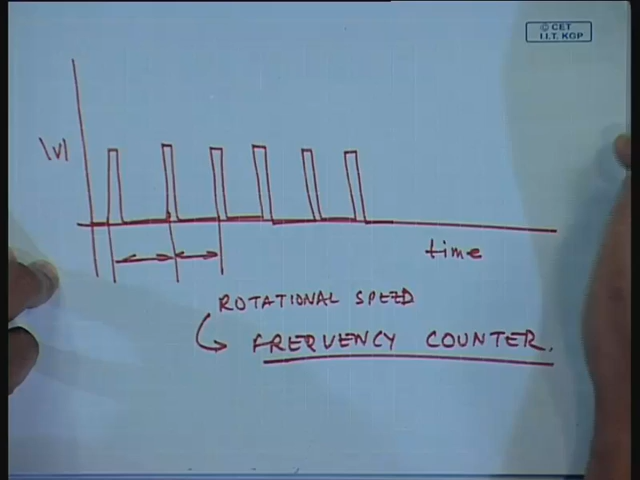 © CET
I.I.T. KGP
|V|
time
ROTATIONAL SPEED
FREQUENCY COUNTER.